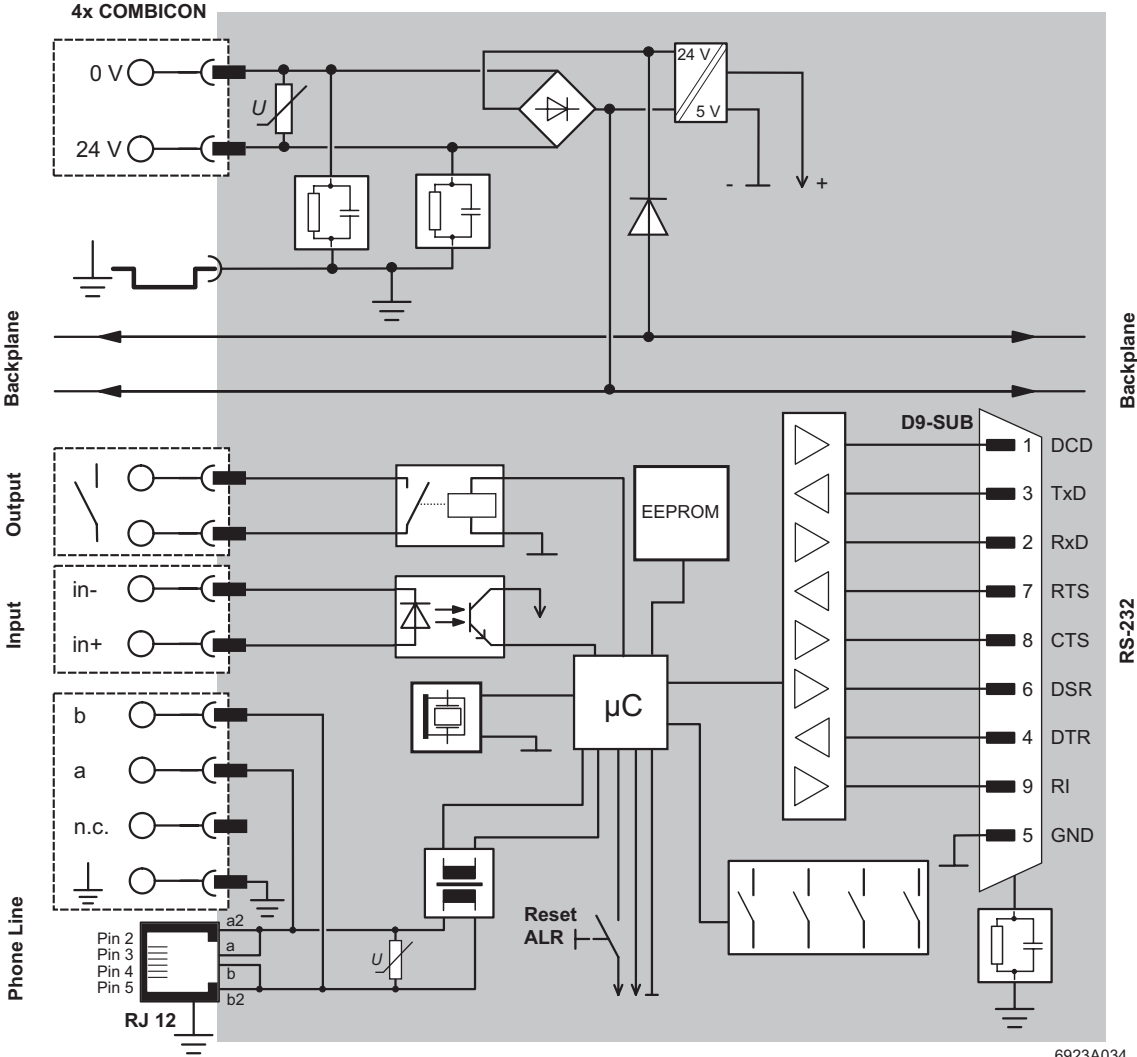 4x COMBICON
0 V
U
24 V
24 V
5 V
- +
Backplane
Backplane
Output
EEPROM
D9-SUB
1 DCD
3 TxD
2 RxD
7 RTS
8 CTS
6 DSR
4 DTR
9 RI
5 GND
RS-232
Input
in-
in+
µC
Phone Line
b
a
n.c.
Pin 2
Pin 3
Pin 4
Pin 5
a2
a
b
b2
RJ 12
U
Reset
ALR
6923A034